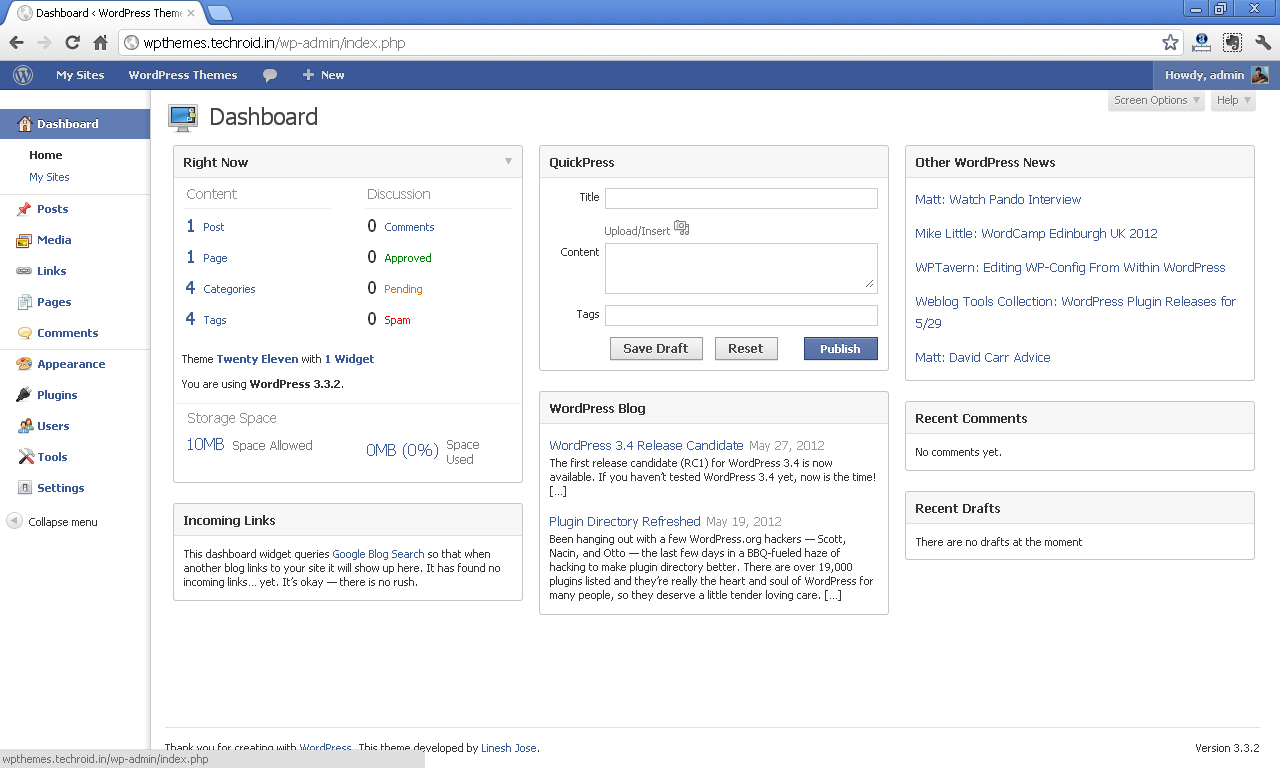 Dashboard ‹ WordPress Them
wpthemes.techroid.in/wp-admin/index.php
My Sites WordPress Themes New Howdy, admin
Screen Options Help
Dashboard
Home
My Sites
Posts
Media
Links
Pages
Comments
Appearance
Plugins
Users
Tools
Settings
Collapse menu
Dashboard
Right Now
Content Discussion
1 Post 0 Comments
1 Page 0 Approved
4 Categories 0 Pending
4 Tags 0 Spam
Theme Twenty Eleven with 1 Widget
You are using WordPress 3.3.2.
Storage Space
10MB Space Allowed 0MB (0%) Space
Used
Incoming Links
This dashboard widget queries Google Blog Search so that when
another blog links to your site it will show up here. It has found no
incoming links… yet. It's okay — there is no rush.
QuickPress
Title
Upload/Insert
Content
Tags
Save Draft Reset Publish
WordPress Blog
WordPress 3.4 Release Candidate May 27, 2012
The first release candidate (RC1) for WordPress 3.4 is now
available. If you haven't tested WordPress 3.4 yet, now is the time!
[…]
Plugin Directory Refreshed May 19, 2012
Been hanging out with a few WordPress.org hackers — Scott,
Nacin, and Otto — the last few days in a BBQ-fueled haze of
hacking to make plugin directory better. There are over 19,000
plugins listed and they're really the heart and soul of WordPress for
many people, so they deserve a little tender loving care. […]
Other WordPress News
Matt: Watch Pando Interview
Mike Little: WordCamp Edinburgh UK 2012
WPTavern: Editing WP-Config From Within WordPress
Weblog Tools Collection: WordPress Plugin Releases for
5/29
Matt: David Carr Advice
Recent Comments
No comments yet.
Recent Drafts
There are no drafts at the moment
Thank you for creating with WordPress. This theme developed by Linesh Jose. Version 3.3.2
wpthemes.techroid.in/wp-admin/index.php